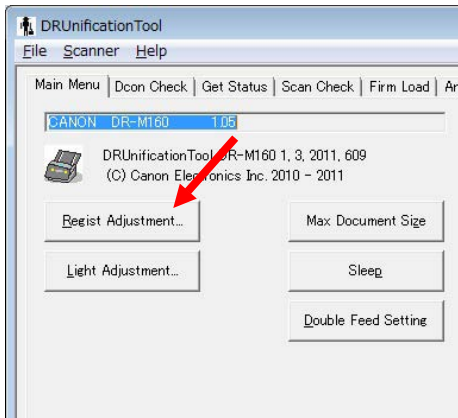 DRUnificationTool
File Scanner Help
Main Menu Dcon Check Get Status Scan Check Firm Load
CANON DR-M160 1.05
DRUnificationTool DR-M160 1, 3, 2011, 609
(C) Canon Electronics Inc. 2010 - 2011
Regist Adjustment... Max Document Size
Light Adjustment... Sleep
Double Feed Setting